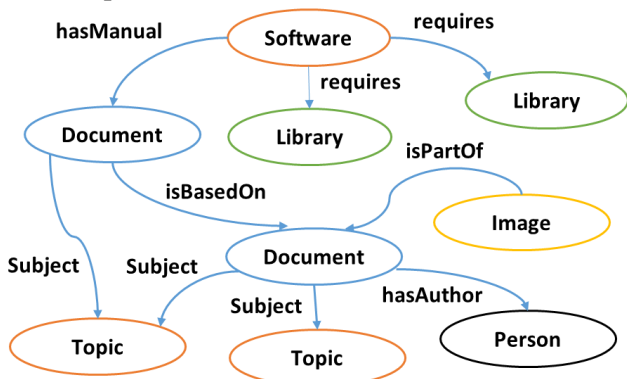 hasManual
Software
requires
requires
Library
Document
Library
isPartOf
isBasedOn
Image
Document
Subject
Subject
Subject
hasAuthor
Topic
Topic
Person